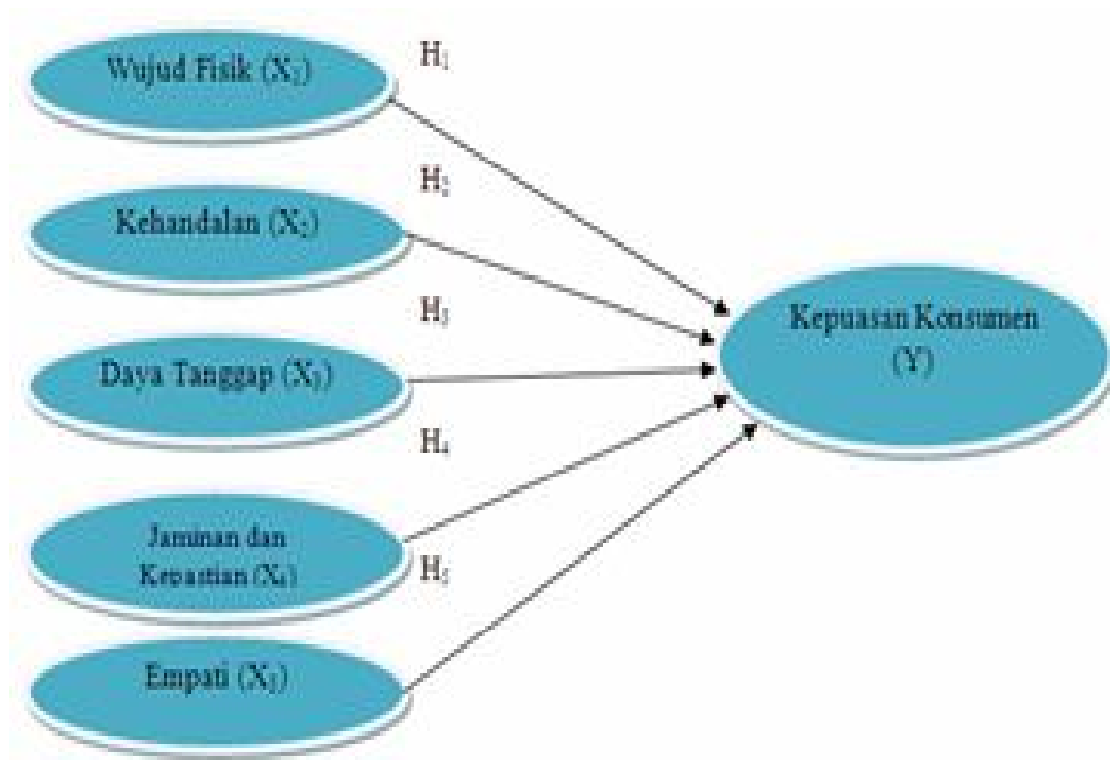 Wujud Fisik (X₁)
H₁
H₂
Kehandalan (X₂)
H₃
Kepuasan Konsumen
(Y)
Daya Tanggap (X₃)
H₄
Jaminan dan
Kepastian (X₄)
H₅
Empati (X₅)